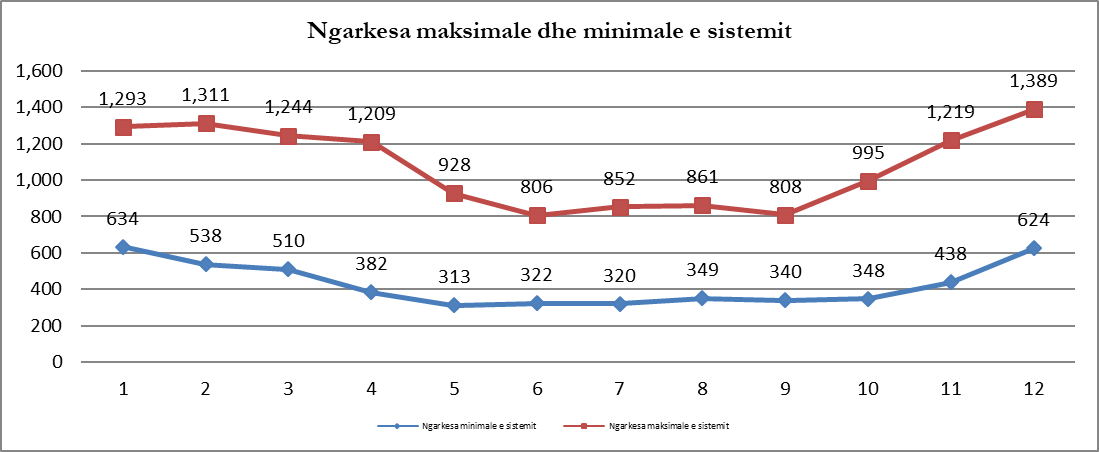 Ngarkesa maksimale dhe minimale e sistemit
1,600
1,400
1,200
1,000
800
600
400
200
0
1,293 1,311 1,244 1,209 928 806 852 861 808 995 1,219 1,389
634 538 510 382 313 322 320 349 340 348 438 624
1 2 3 4 5 6 7 8 9 10 11 12
Ngarkesa minimale e sistemit Ngarkesa maksimale e sistemit